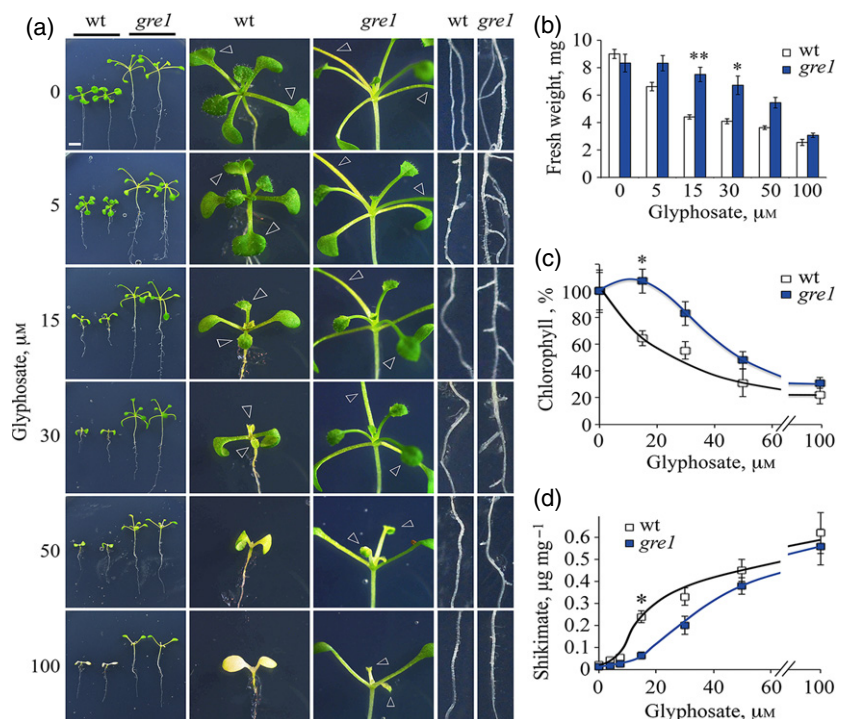 (a)
wt
gre1
wt
gre1
wt
gre1
0
5
15
30
50
100
Glyphosate, μM
(b)
Fresh weight, mg
10
8
6
4
2
0
wt
gre1
**
*
0 5 15 30 50 100
Glyphosate, μM
(c)
Chlorophyll , %
100
80
60
40
20
0
wt
gre1
*
0 20 40 60 100
Glyphosate, μM
(d)
Shikimate, μg mg⁻¹
0.6
0.5
0.4
0.3
0.2
0.1
0
wt
gre1
*
0 20 40 60 100
Glyphosate, μM